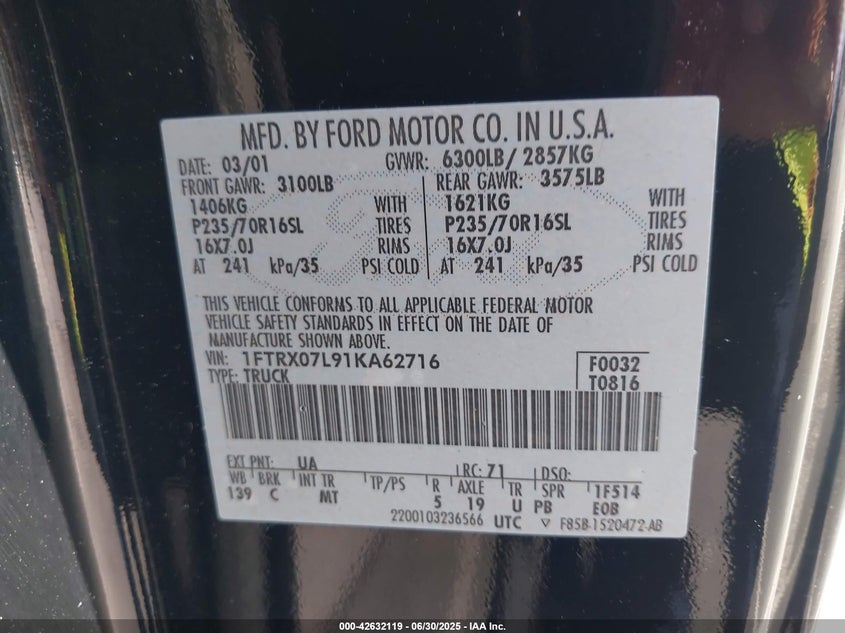 MFD. BY FORD MOTOR CO. IN U.S.A.
DATE: 03/01 GVWR: 6300LB/ 2857KG
FRONT GAWR: 3100LB REAR GAWR: 3575LB
1406KG WITH 1621KG WITH
P235/70R16SL TIRES P235/70R16SL TIRES
16X7.0J RIMS 16X7.0J RIMS
AT 241 kPa/35 PSI COLD AT 241 kPa/35 PSI COLD
THIS VEHICLE CONFORMS TO ALL APPLICABLE FEDERAL MOTOR
VEHICLE SAFETY STANDARDS IN EFFECT ON THE DATE OF
MANUFACTURE SHOWN ABOVE.
VIN: 1FTRX07L91KA62716 F0032
TYPE: TRUCK T0816
EXT PNT: UA RC: 71 DSO:
WB BRK INT TR TP/PS R AXLE TR SPR 1F514
139 C MT 5 19 U PB EOB
2200103236566 UTC ▽ F85B-1520472-AB
000-42632119 - 06/30/2025 - IAA Inc.